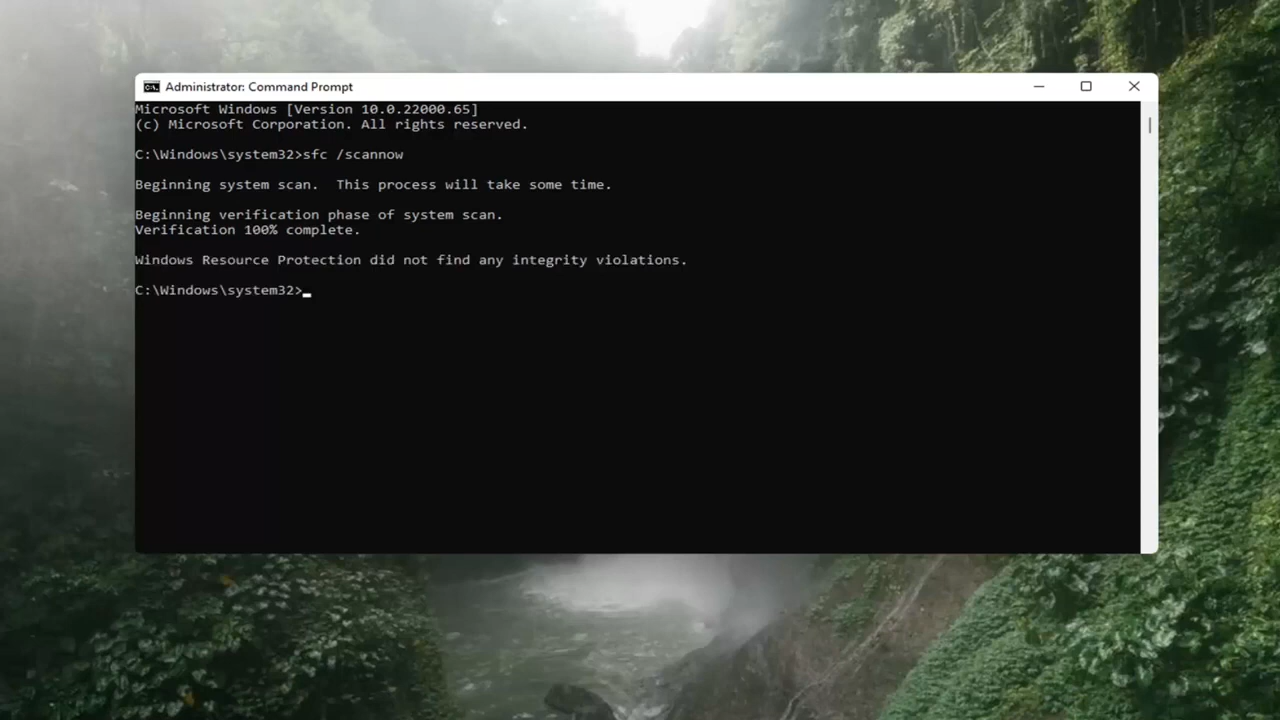 Administrator: Command Prompt
Microsoft Windows [Version 10.0.22000.65]
(c) Microsoft Corporation. All rights reserved.
C:\Windows\system32>sfc /scannow
Beginning system scan.  This process will take some time.
Beginning verification phase of system scan.
Verification 100% complete.
Windows Resource Protection did not find any integrity violations.
C:\Windows\system32>